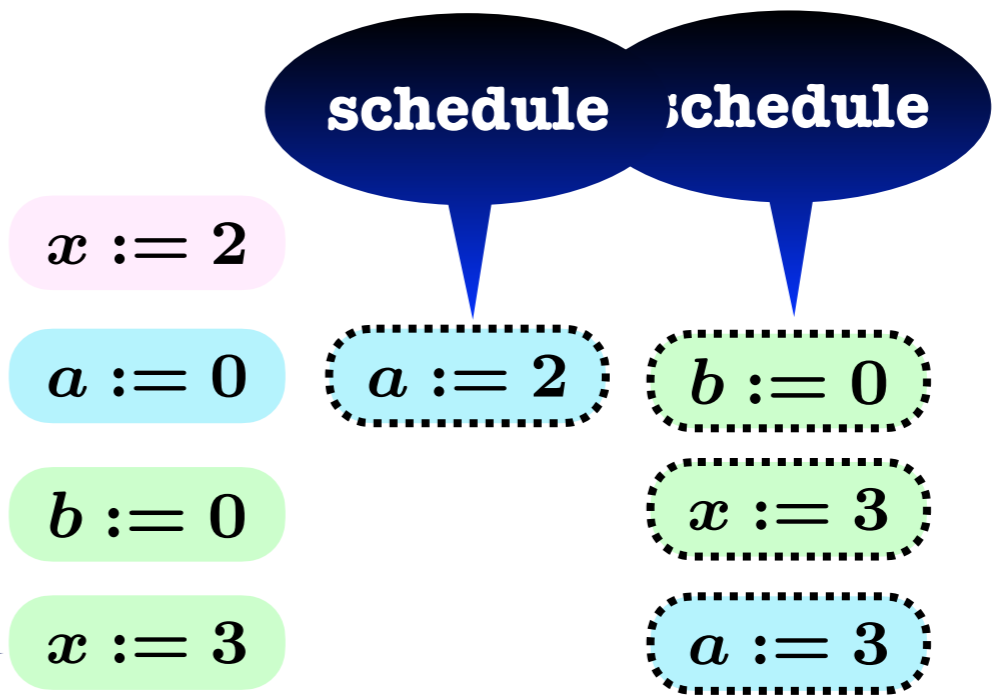 schedule
schedule
x := 2
a := 0
a := 2
b := 0
b := 0
x := 3
x := 3
a := 3